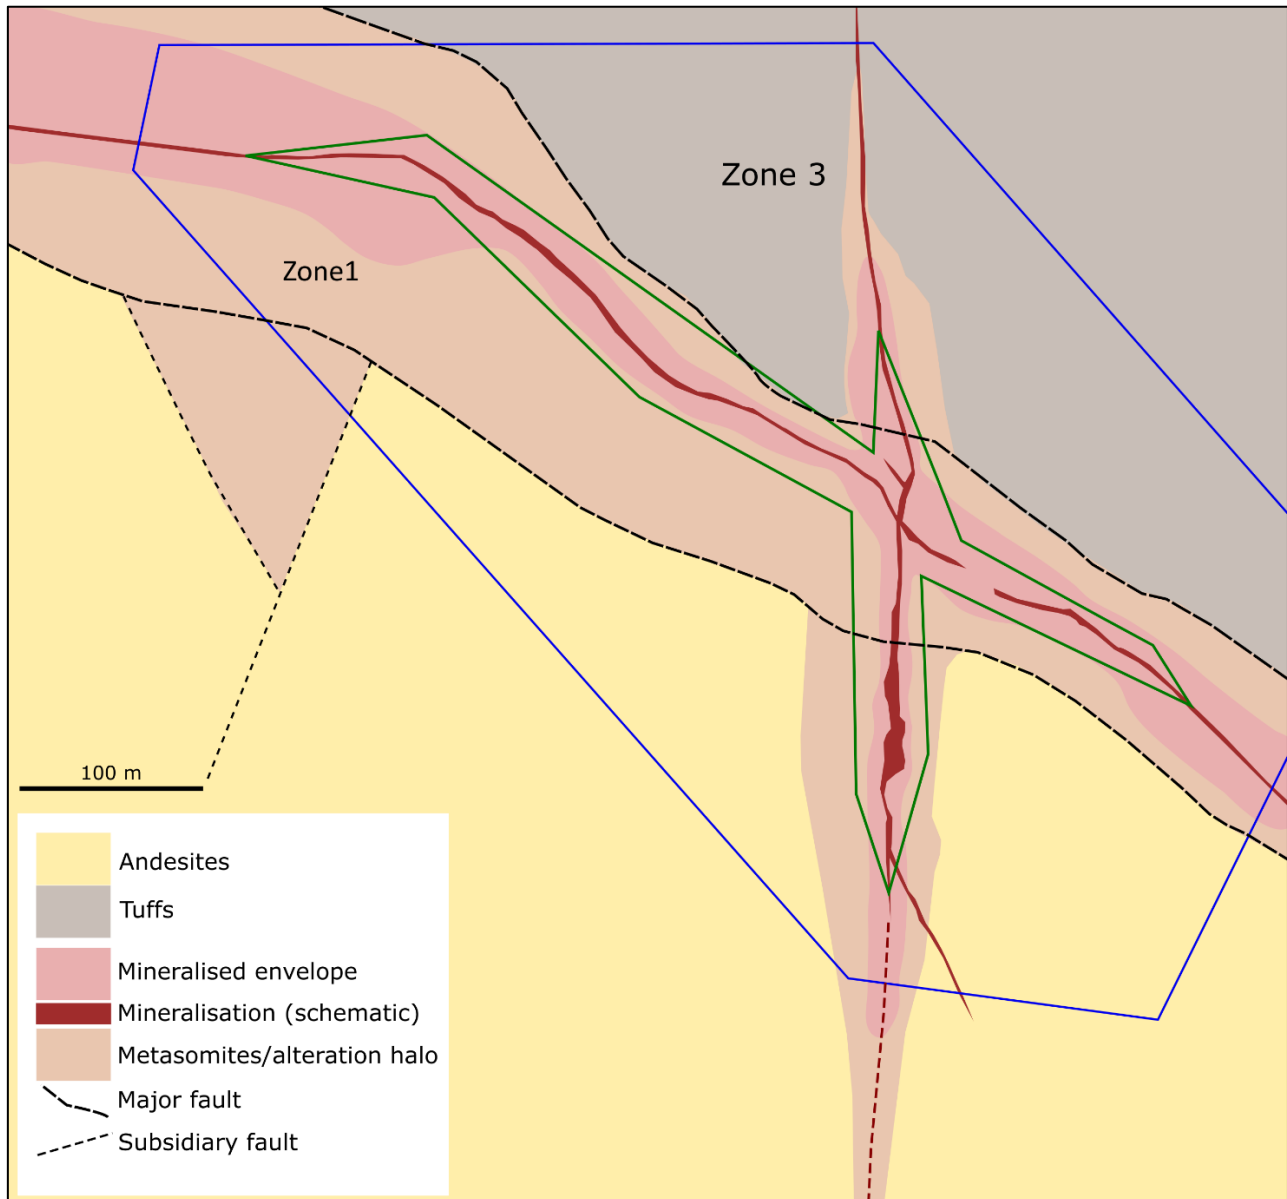 Zone 3
Zone1
100 m
Andesites
Tuffs
Mineralised envelope
Mineralisation (schematic)
Metasomites/alteration halo
Major fault
Subsidiary fault